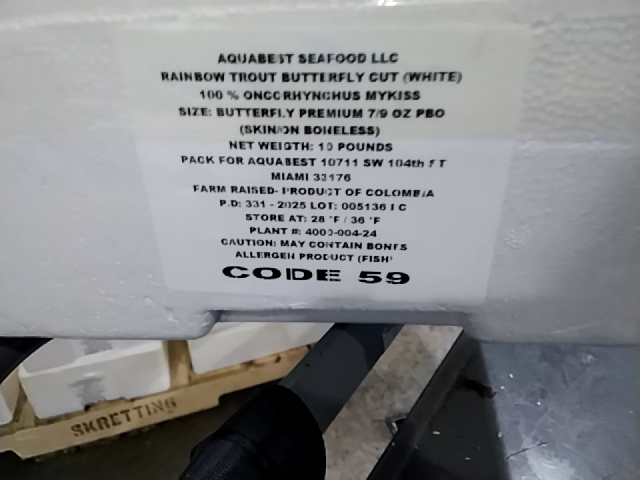 AQUABEST SEAFOOD LLC
RAINBOW TROUT BUTTERFLY CUT (WHITE)
100 % ONCORHYNCHUS MYKISS
SIZE: BUTTERFLY PREMIUM 7/9 OZ PBO
(SKIN/ON BONELESS)
NET WEIGTH: 10 POUNDS
PACK FOR AQUABEST 10711 SW 104th ST
MIAMI 33176
FARM RAISED- PRODUCT OF COLOMBIA
P.D: 331 - 2025 LOT: 005136 I C
STORE AT: 28 °F / 36 °F
PLANT #: 4000-004-24
CAUTION: MAY CONTAIN BONES
ALLERGEN PRODUCT (FISH)
CODE 59
SKRETTING